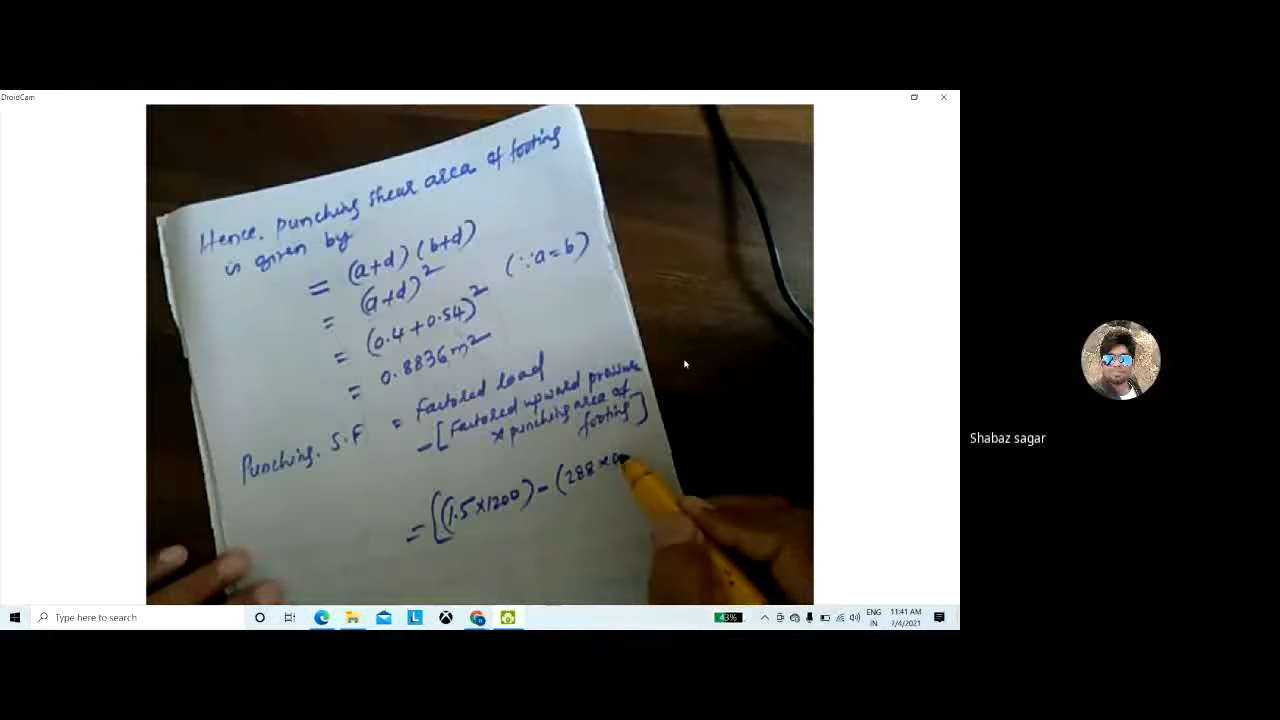 DroidCam
Hence, punching shear area of footing
is given by
= (a+d) (b+d)
= (a+d)² (∵ a = b)
= (0.4 + 0.54)²
= 0.8836 m²
Punching. S.F = Factored load
- [Factored upward pressure
× punching area of
footing]
= [(1.5×1200) - (288 × 0
Shabaz sagar
Type here to search
43%
ENG
IN
11:41 AM
7/4/2021